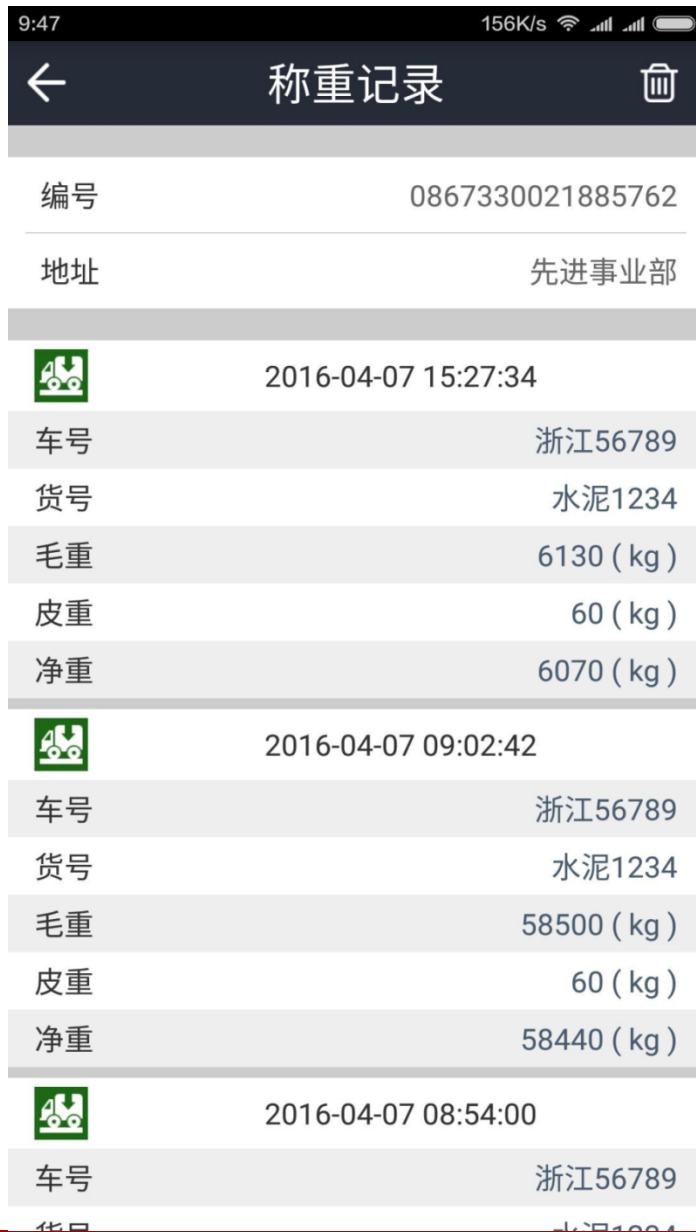 9:47 156K/s
称重记录
编号 0867330021885762
地址 先进事业部
2016-04-07 15:27:34
车号 浙江56789
货号 水泥1234
毛重 6130 ( kg )
皮重 60 ( kg )
净重 6070 ( kg )
2016-04-07 09:02:42
车号 浙江56789
货号 水泥1234
毛重 58500 ( kg )
皮重 60 ( kg )
净重 58440 ( kg )
2016-04-07 08:54:00
车号 浙江56789